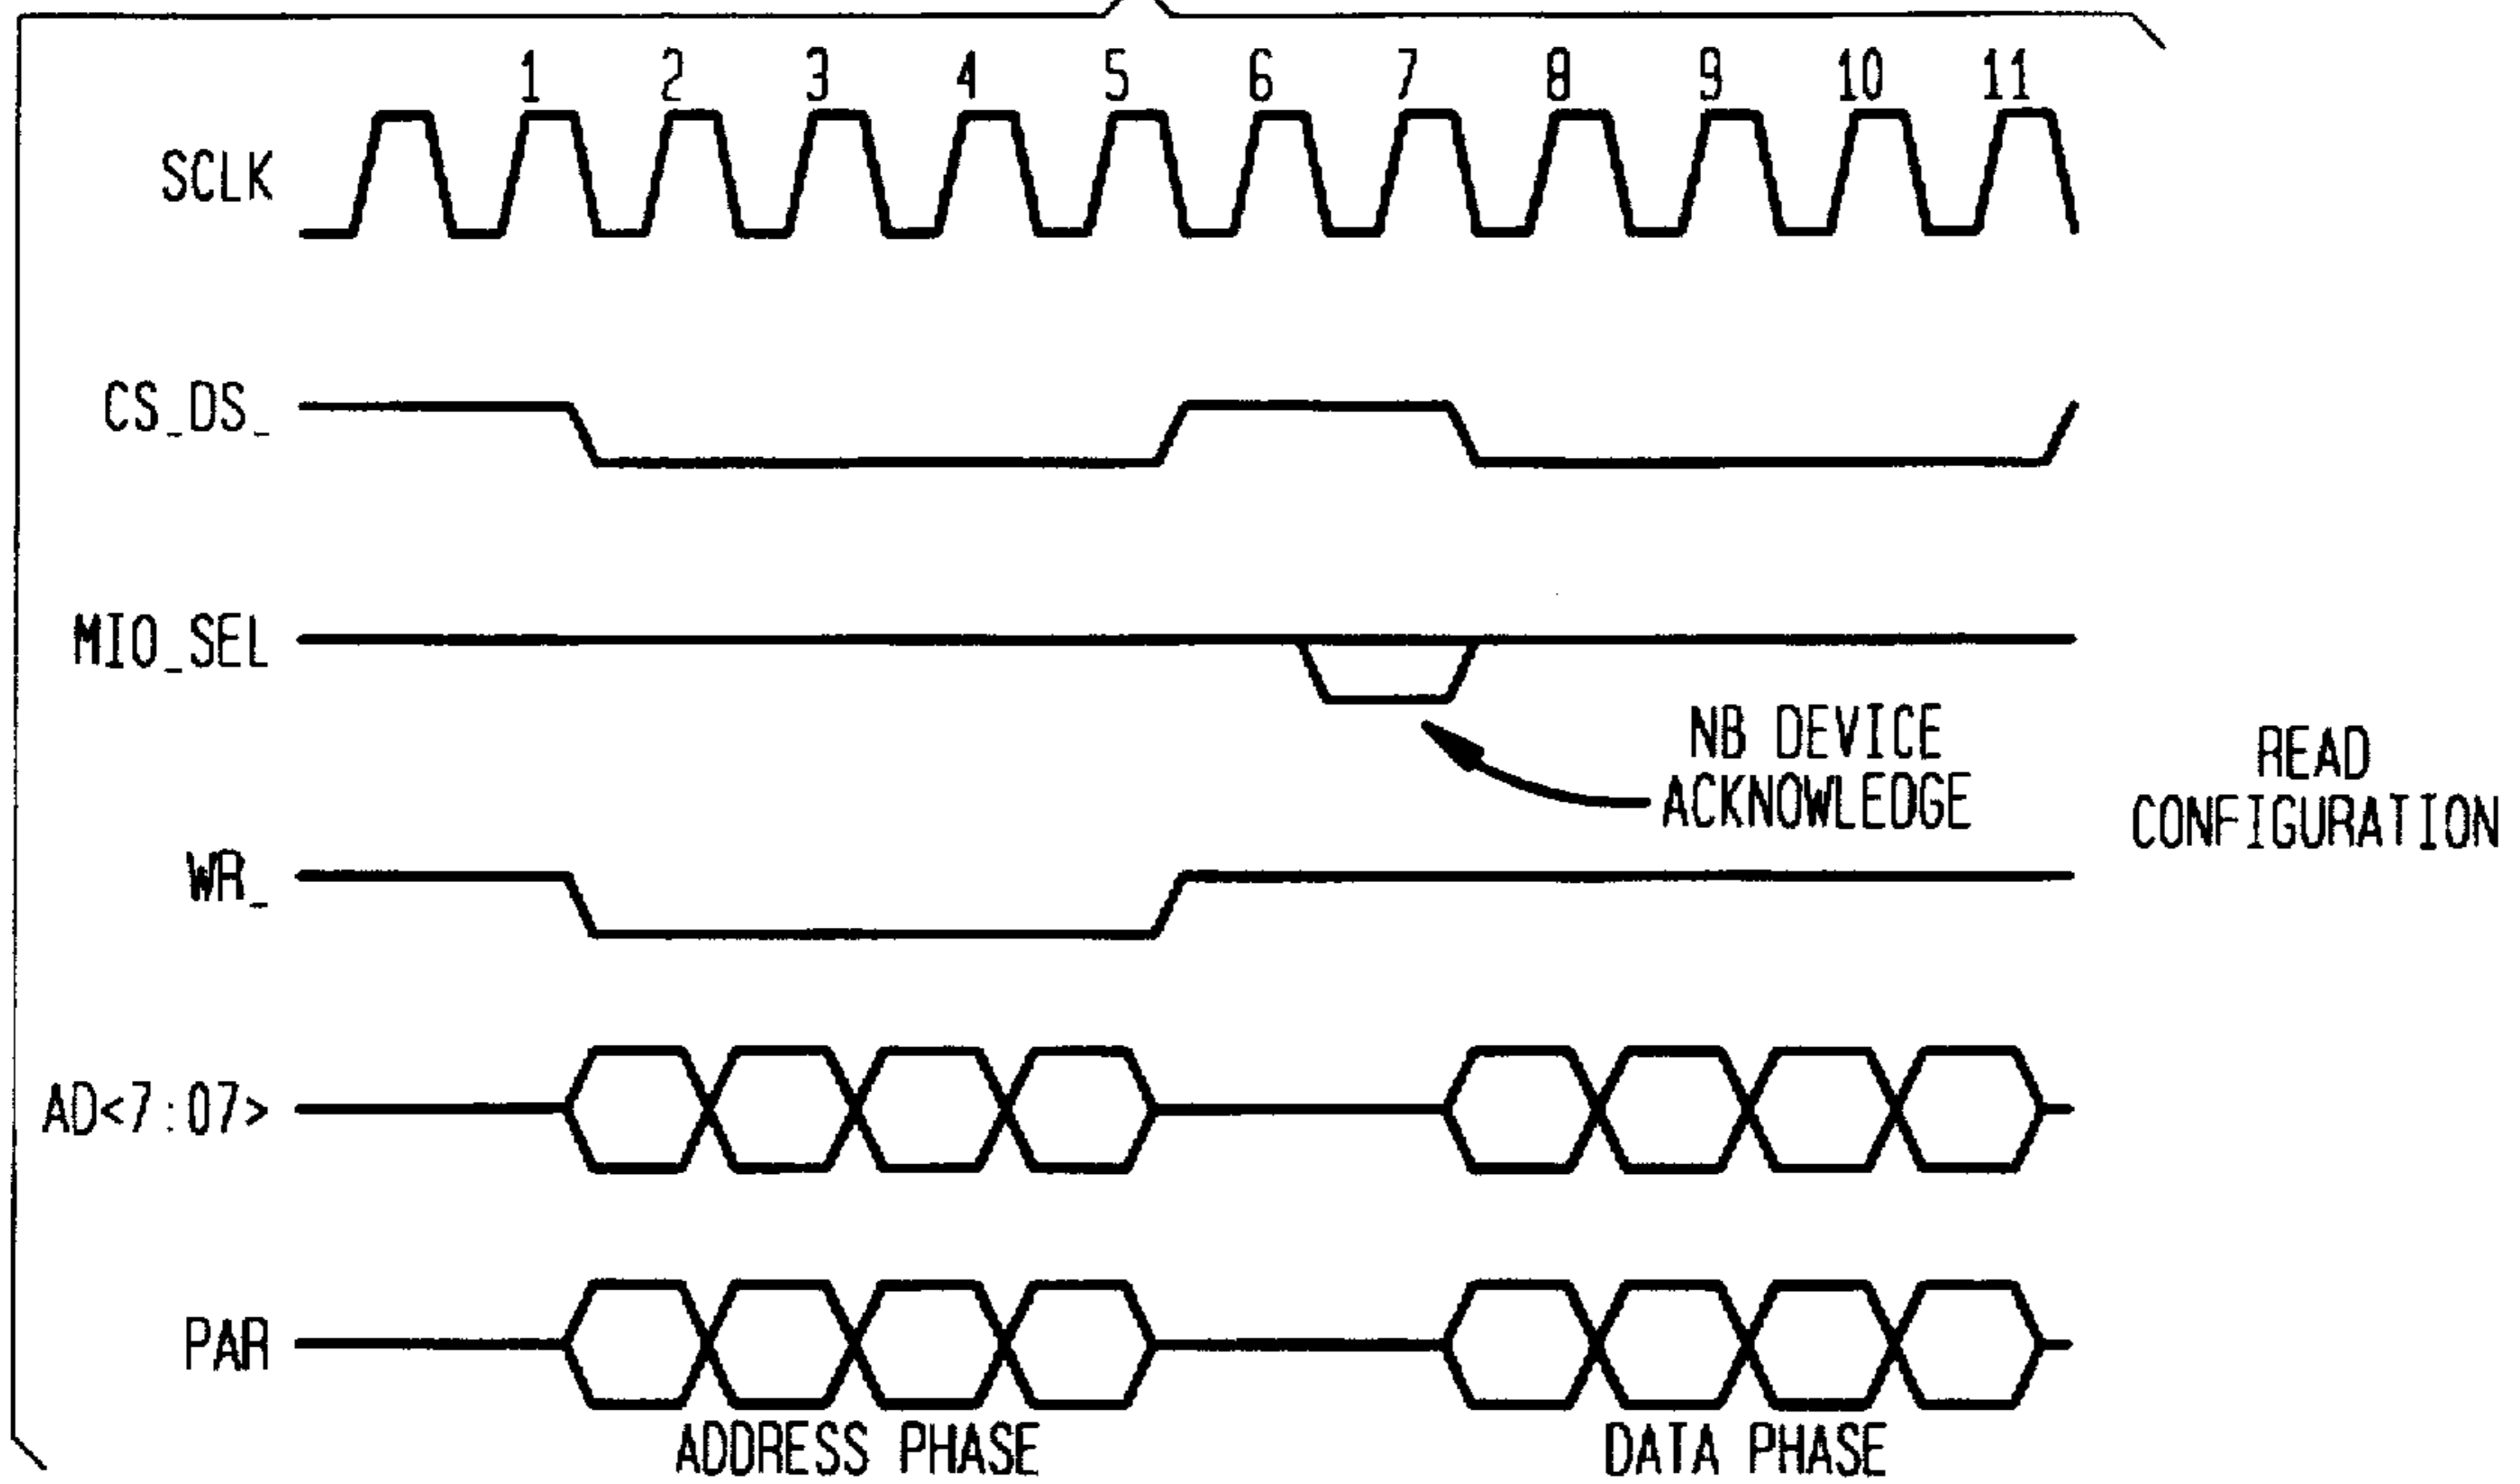 1 2 3 4 5 6 7 8 9 10 11
SCLK
CS_DS_
MIO_SEL
NB DEVICE
ACKNOWLEDGE
READ
CONFIGURATION
WR_
AD<7:07>
PAR
ADDRESS PHASE
DATA PHASE